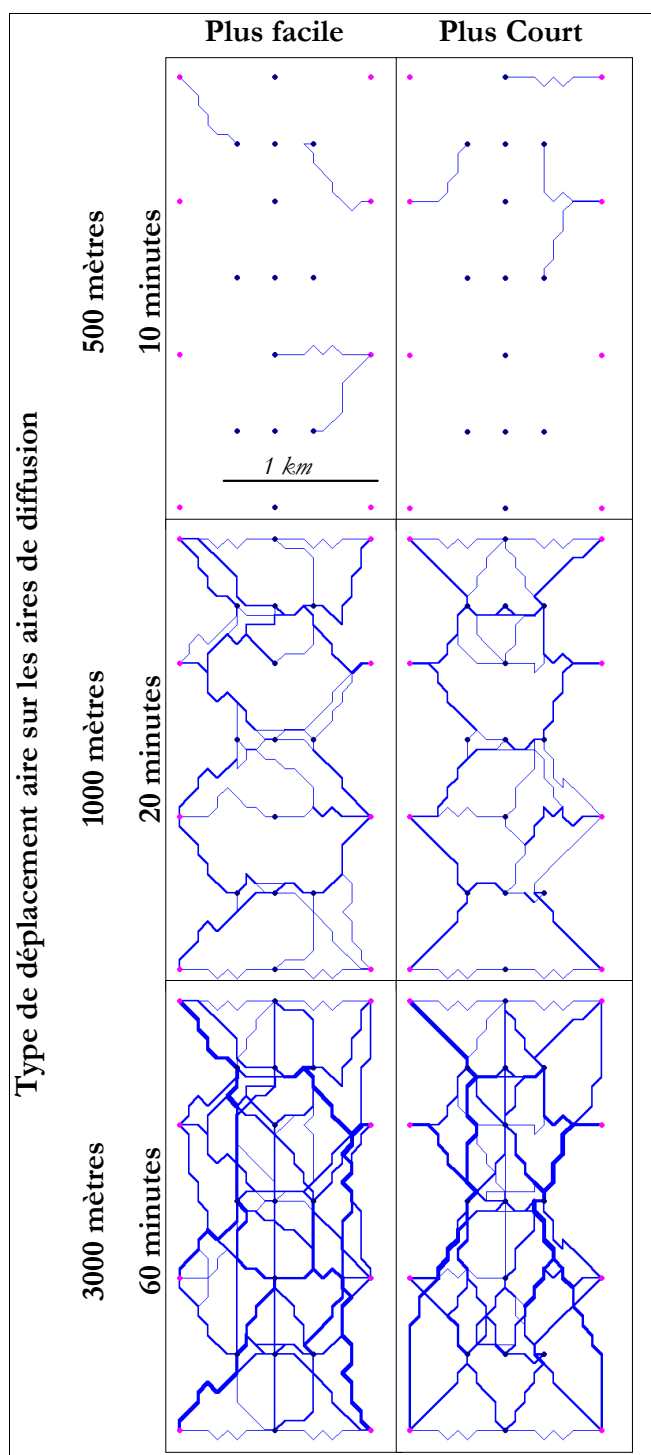 Plus facile
Plus Court
Type de déplacement aire sur les aires de diffusion
500 mètres
10 minutes
1 km
1000 mètres
20 minutes
3000 mètres
60 minutes